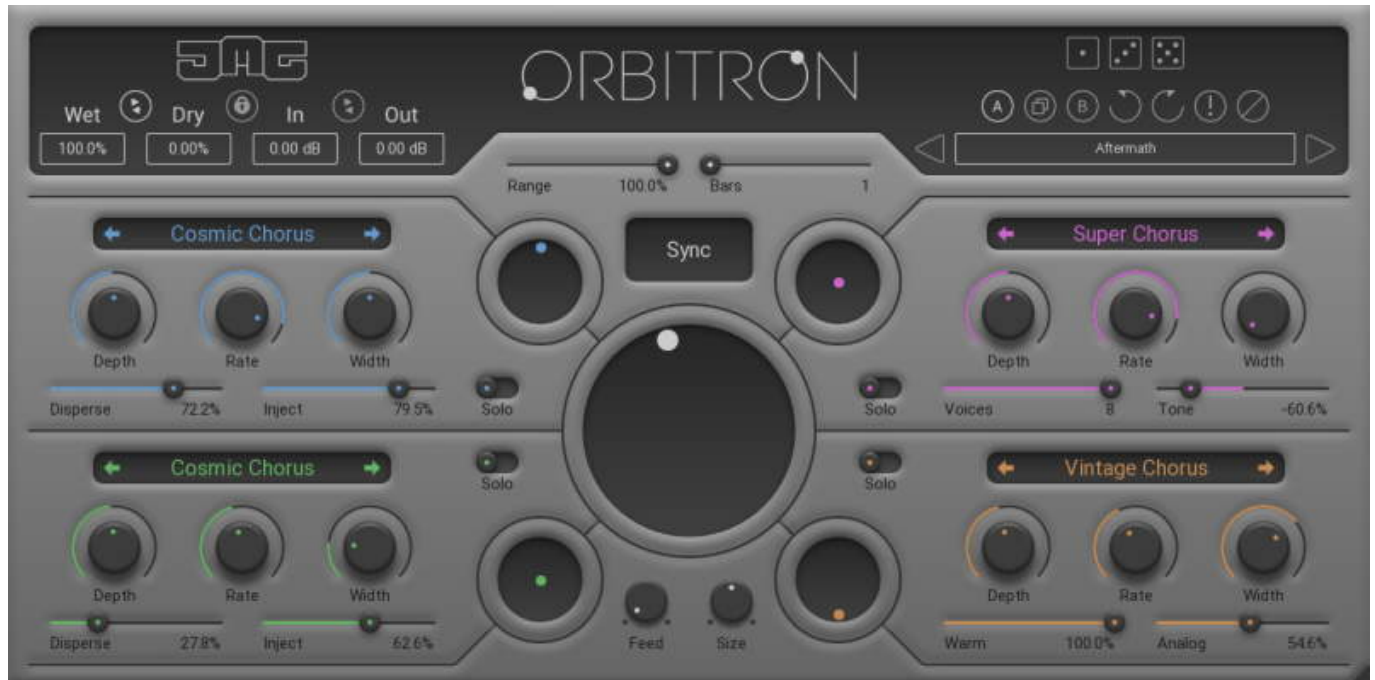 JHG
ORBITRON
Wet Dry In Out
100.0% 0.00% 0.00 dB 0.00 dB
A B !
Aftermath
Range 100.0% Bars 1
Cosmic Chorus
Depth Rate Width
Disperse 72.2% Inject 79.5%
Solo
Sync
Super Chorus
Depth Rate Width
Solo
Voices 8 Tone -60.6%
Cosmic Chorus
Depth Rate Width
Disperse 27.8% Inject 62.6%
Solo
Feed Size
Vintage Chorus
Depth Rate Width
Solo
Warm 100.0% Analog 54.6%